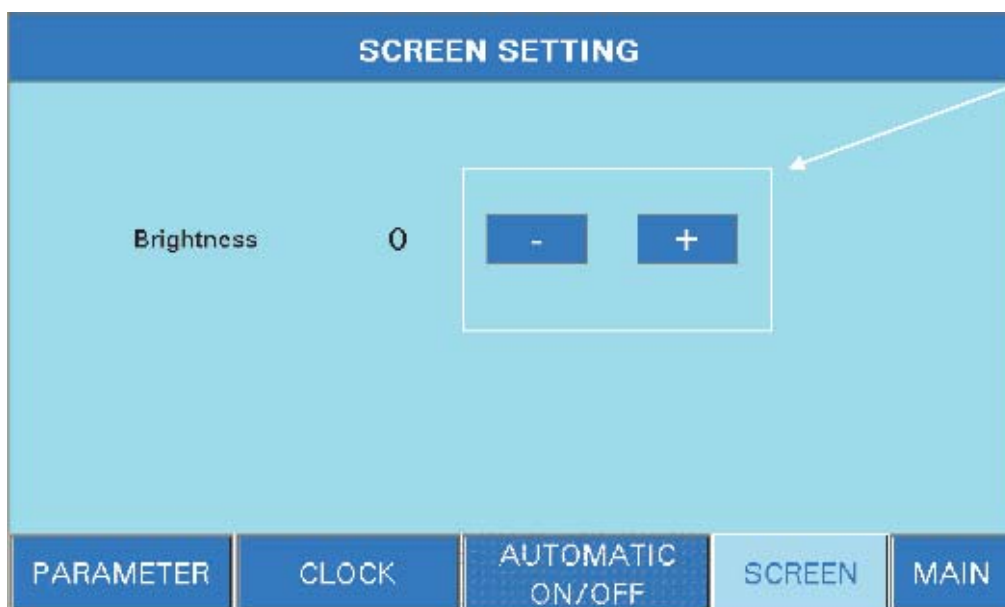 SCREEN SETTING
Brightness 0 - +
PARAMETER CLOCK AUTOMATIC ON/OFF SCREEN MAIN